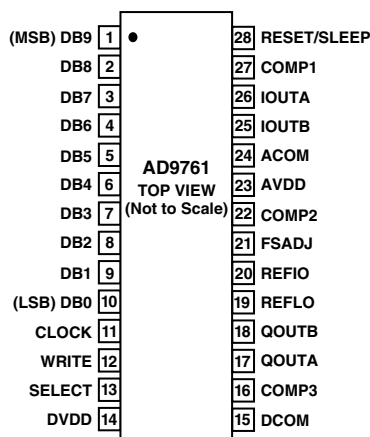 (MSB) DB9 1 28 RESET/SLEEP
DB8 2 27 COMP1
DB7 3 26 IOUTA
DB6 4 25 IOUTB
DB5 5 24 ACOM
AD9761
DB4 6 23 AVDD
TOP VIEW
(Not to Scale)
DB3 7 22 COMP2
DB2 8 21 FSADJ
DB1 9 20 REFIO
(LSB) DB0 10 19 REFLO
CLOCK 11 18 QOUTB
WRITE 12 17 QOUTA
SELECT 13 16 COMP3
DVDD 14 15 DCOM